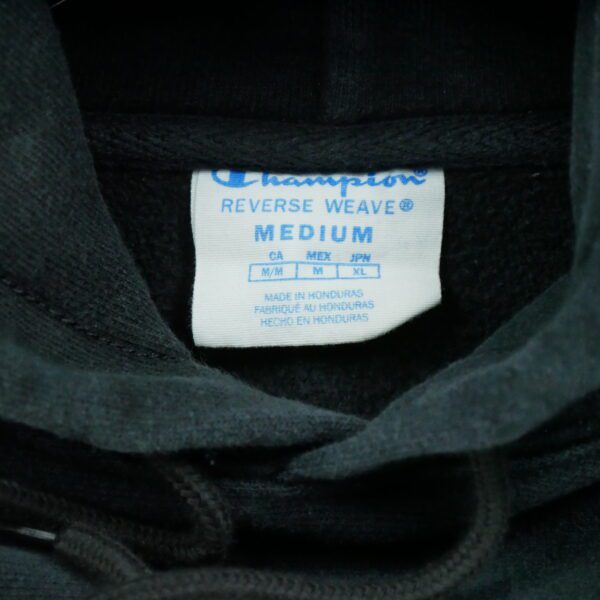 Champion®
REVERSE WEAVE®
MEDIUM
CA MEX JPN
M/M M XL
MADE IN HONDURAS
FABRIQUÉ AU HONDURAS
HECHO EN HONDURAS